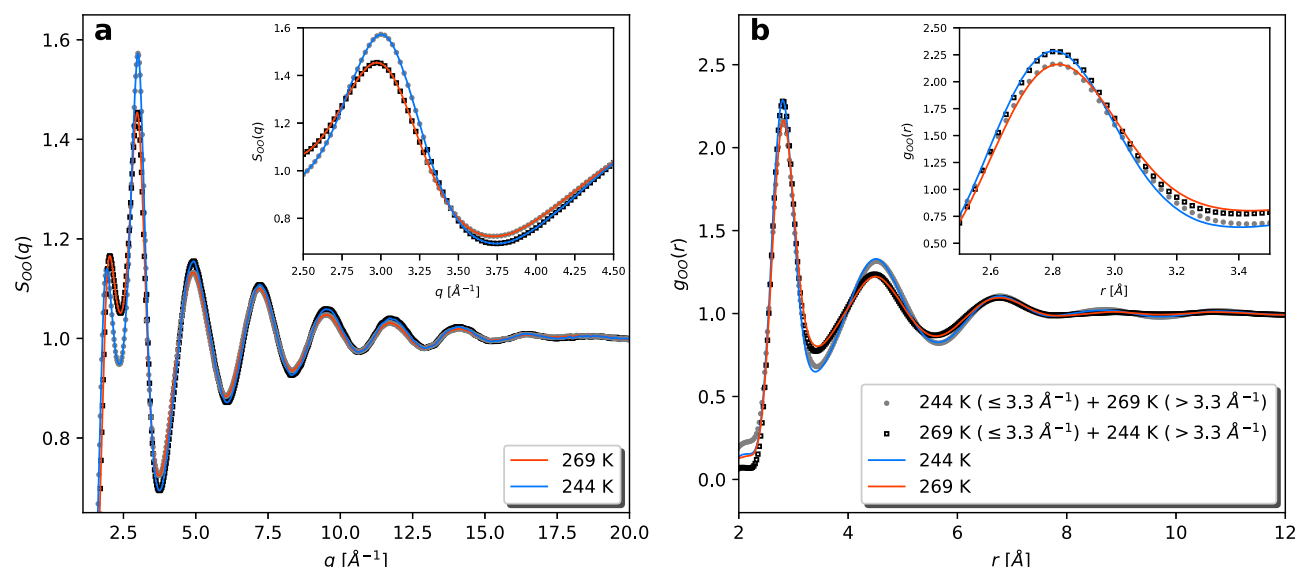 a
1.6
1.4
1.2
1.0
0.8
S_OO(q)
2.5 5.0 7.5 10.0 12.5 15.0 17.5 20.0
q [Å⁻¹]
1.6
1.4
1.2
1.0
0.8
S_OO(q)
2.50 2.75 3.00 3.25 3.50 3.75 4.00 4.25 4.50
q [Å⁻¹]
269 K
244 K
b
2.5
2.0
1.5
1.0
0.5
0.0
g_OO(r)
2 4 6 8 10 12
r [Å]
2.50
2.25
2.00
1.75
1.50
1.25
1.00
0.75
0.50
g_OO(r)
2.6 2.8 3.0 3.2 3.4
r [Å]
244 K (≤ 3.3 Å⁻¹) + 269 K (> 3.3 Å⁻¹)
269 K (≤ 3.3 Å⁻¹) + 244 K (> 3.3 Å⁻¹)
244 K
269 K